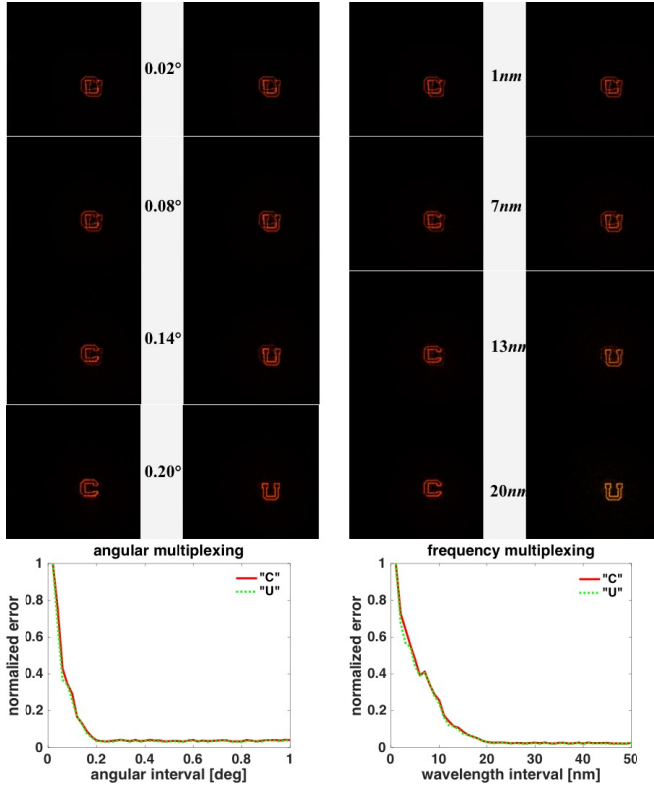 0.02°
1nm
0.08°
7nm
0.14°
13nm
0.20°
20nm
angular multiplexing
frequency multiplexing
1
0.8
0.6
0.4
0.2
0
normalized error
"C"
"U"
0
0.2
0.4
0.6
0.8
1
angular interval [deg]
1
0.8
0.6
0.4
0.2
0
normalized error
"C"
"U"
0
10
20
30
40
50
wavelength interval [nm]